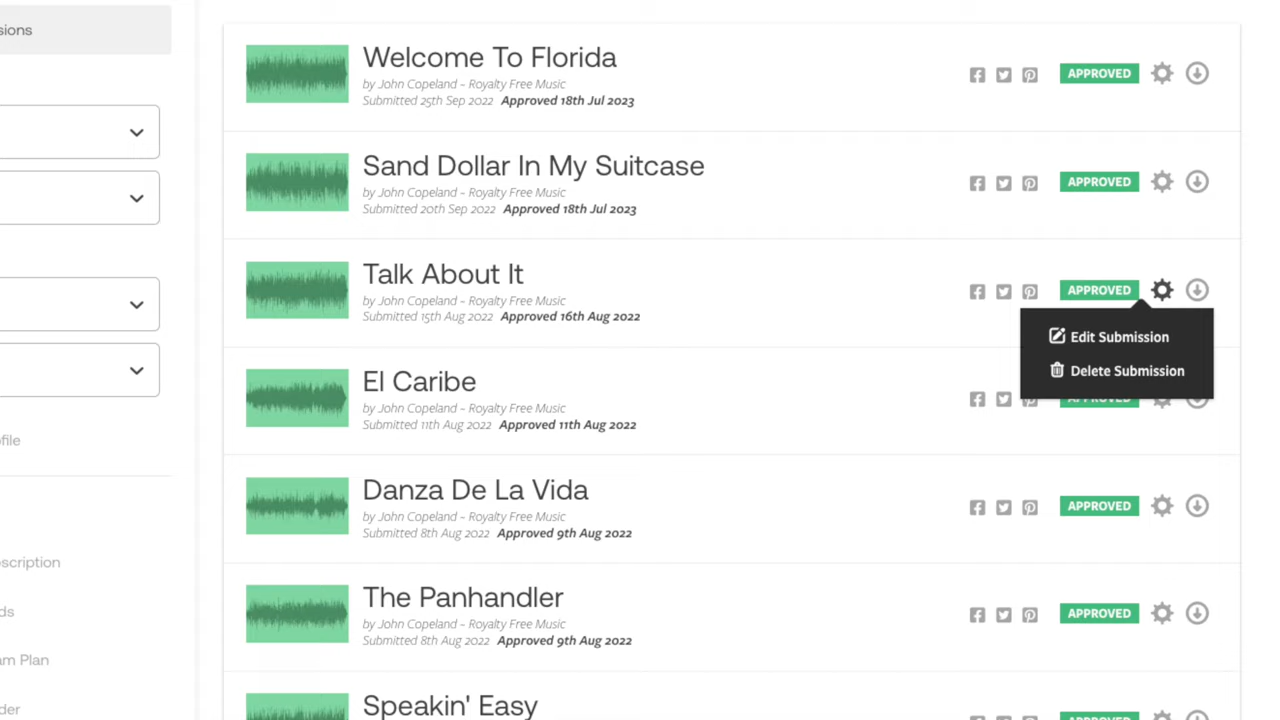 sions
Welcome To Florida
by John Copeland - Royalty Free Music
Submitted 25th Sep 2022 Approved 18th Jul 2023
APPROVED
Sand Dollar In My Suitcase
by John Copeland - Royalty Free Music
Submitted 20th Sep 2022 Approved 18th Jul 2023
APPROVED
Talk About It
by John Copeland - Royalty Free Music
Submitted 15th Aug 2022 Approved 16th Aug 2022
APPROVED
Edit Submission
Delete Submission
El Caribe
by John Copeland - Royalty Free Music
Submitted 11th Aug 2022 Approved 11th Aug 2022
APPROVED
ofile
Danza De La Vida
by John Copeland - Royalty Free Music
Submitted 8th Aug 2022 Approved 9th Aug 2022
APPROVED
scription
The Panhandler
by John Copeland - Royalty Free Music
Submitted 8th Aug 2022 Approved 9th Aug 2022
APPROVED
ds
am Plan
Speakin' Easy
APPROVED
der